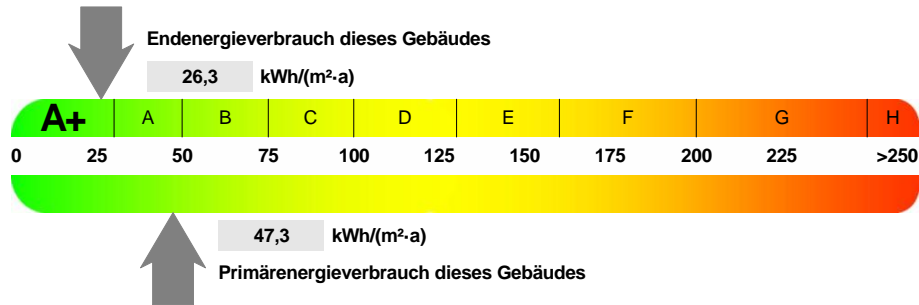 Endenergieverbrauch dieses Gebäudes
26,3 kWh/(m²·a)
A+ A B C D E F G H
0 25 50 75 100 125 150 175 200 225 >250
47,3 kWh/(m²·a)
Primärenergieverbrauch dieses Gebäudes